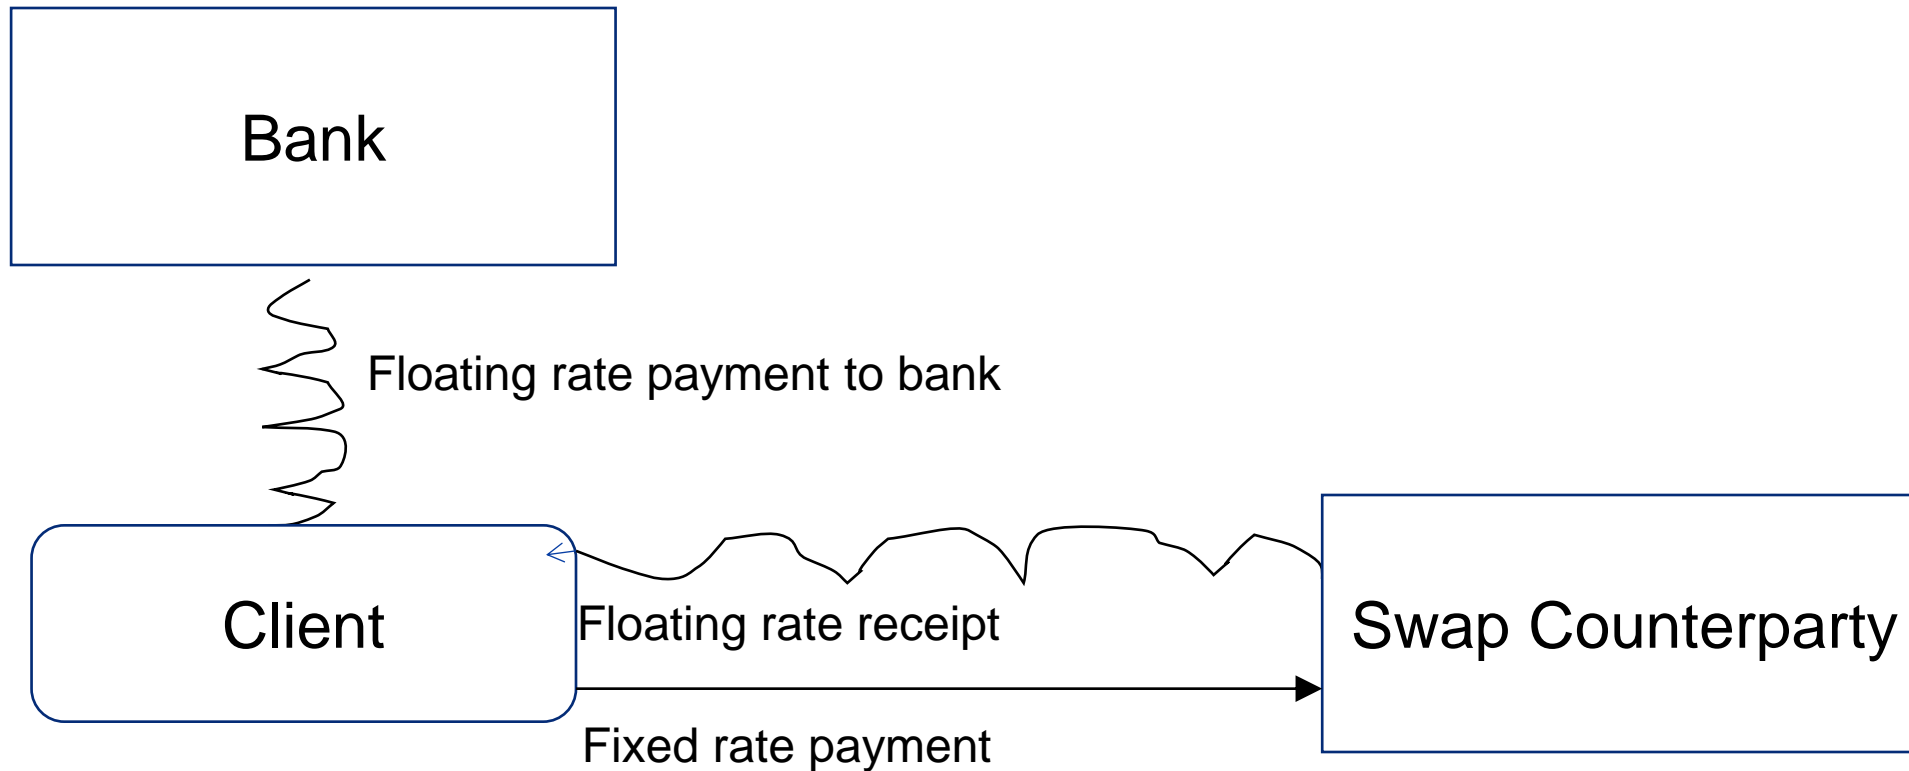 Bank
Floating rate payment to bank
Client
Floating rate receipt
Swap Counterparty
Fixed rate payment